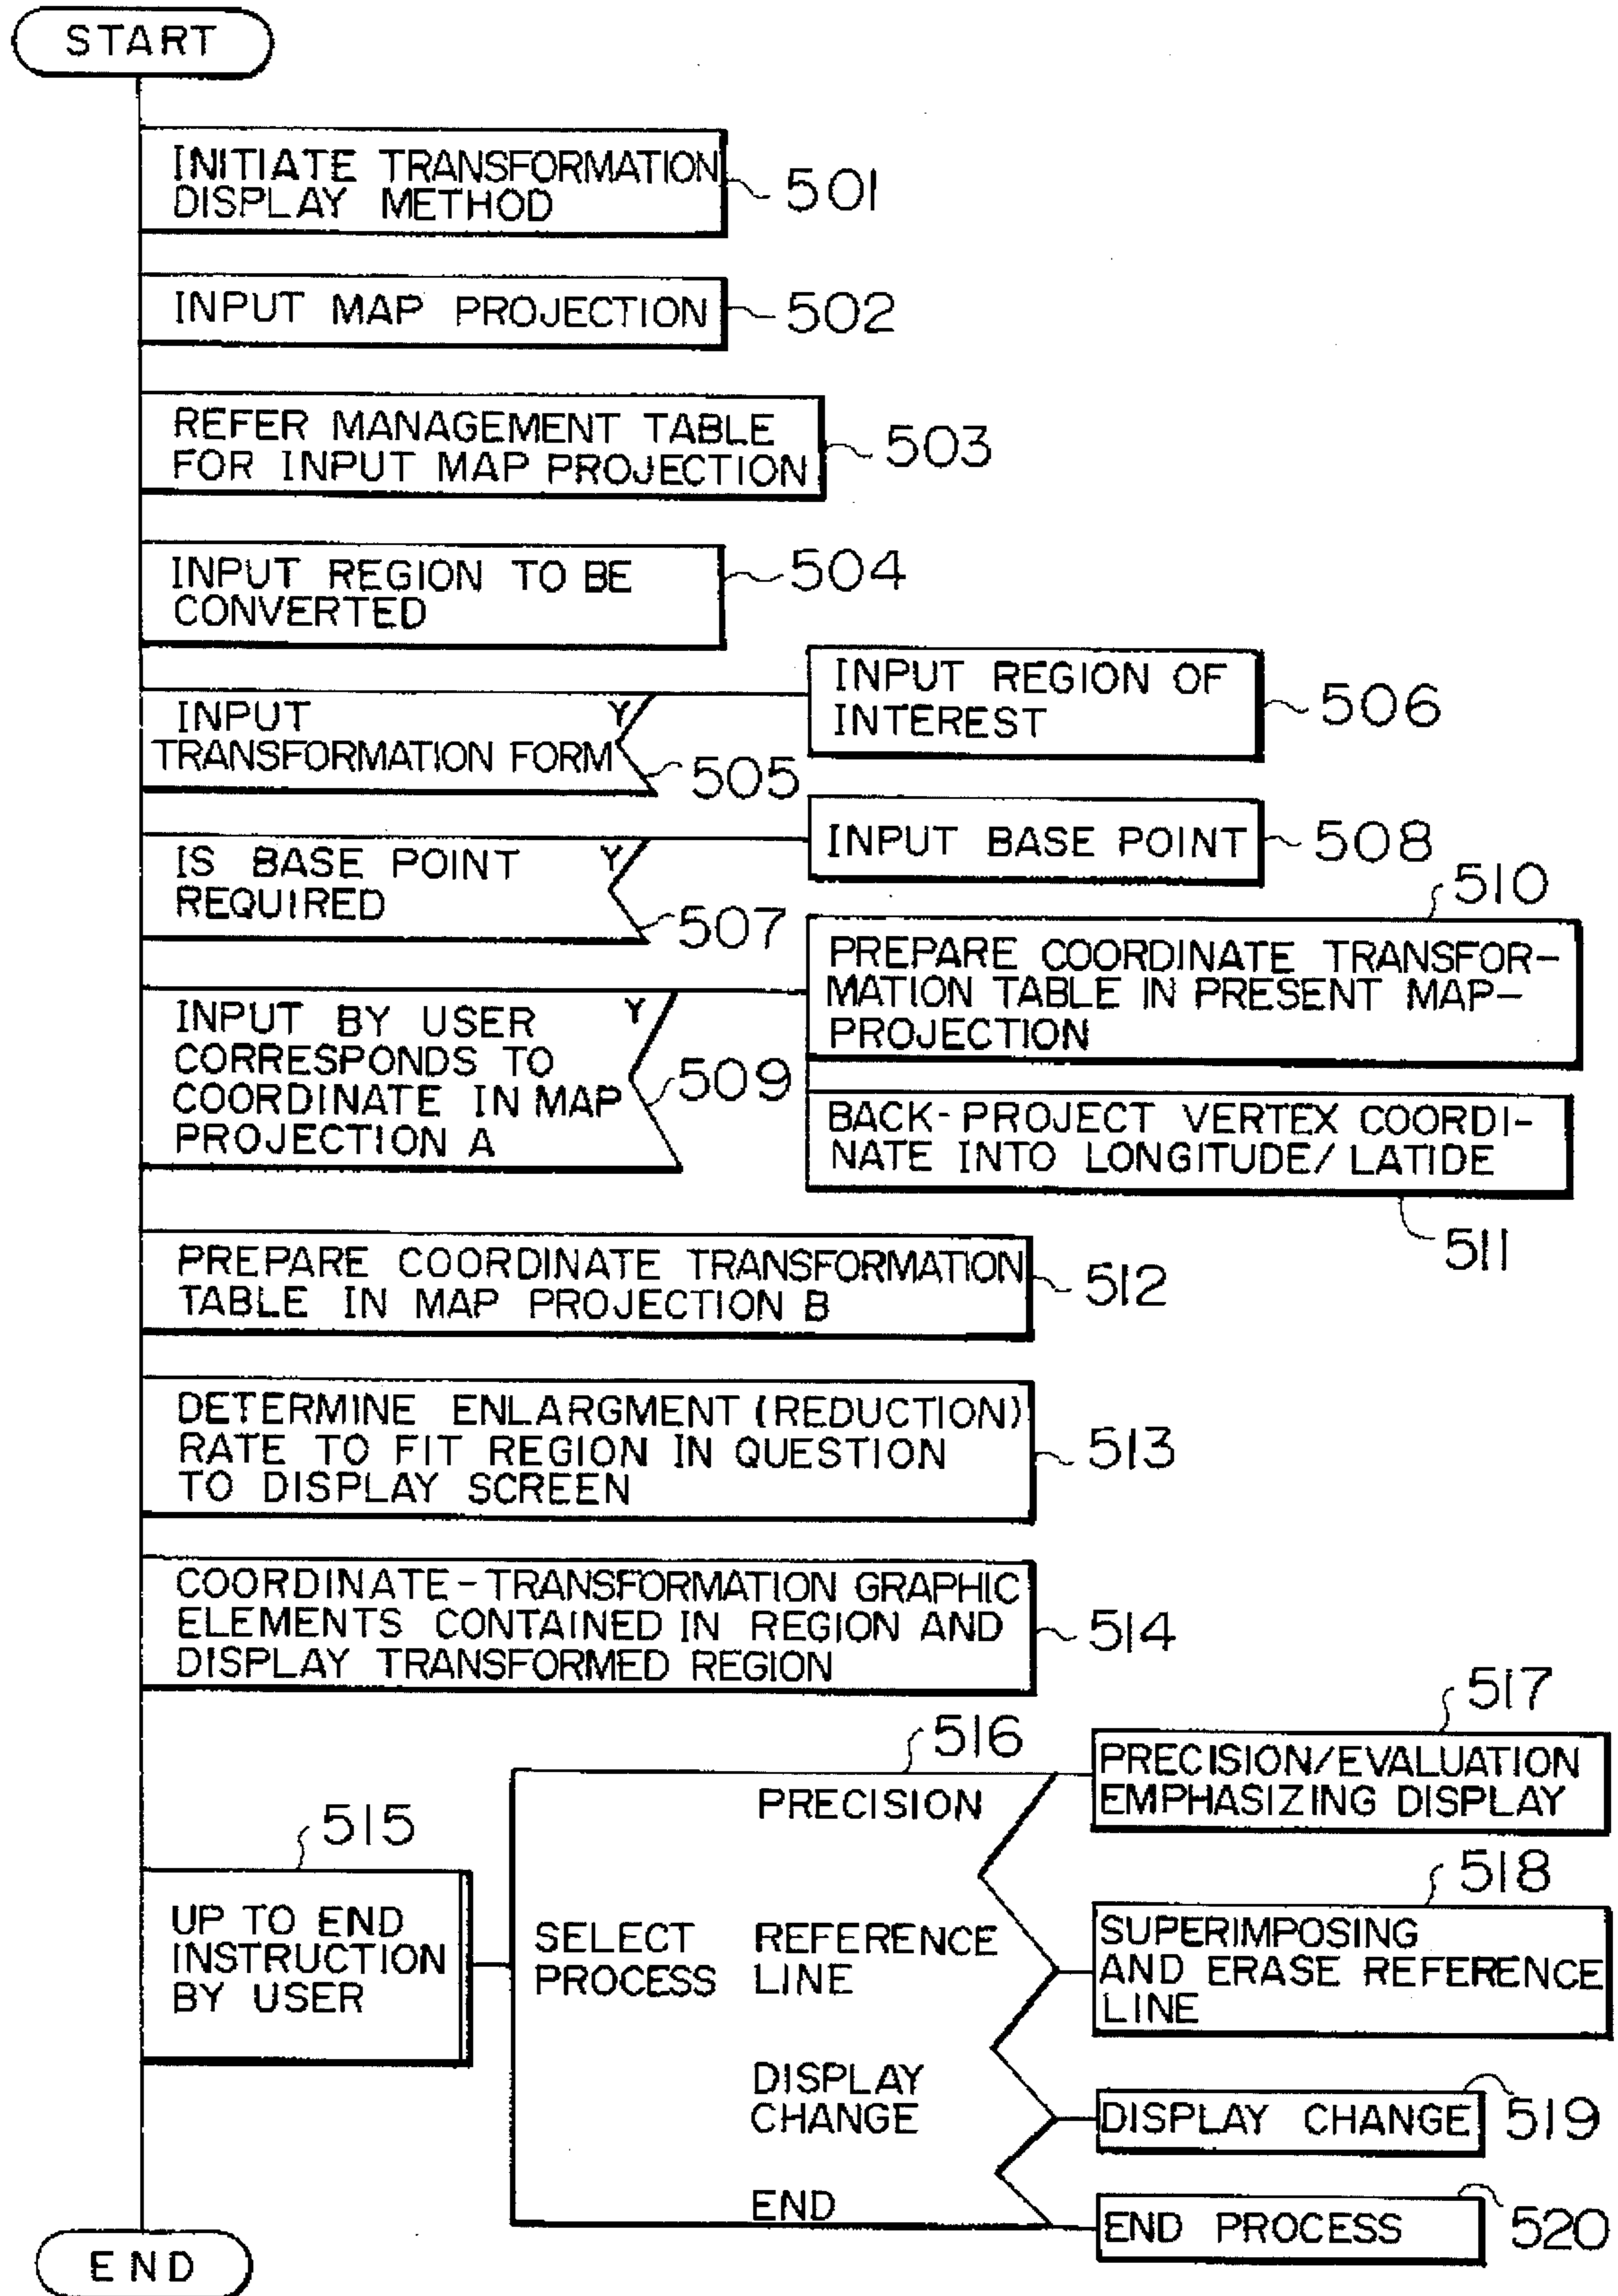 START
INITIATE TRANSFORMATION
DISPLAY METHOD
501
INPUT MAP PROJECTION
502
REFER MANAGEMENT TABLE
FOR INPUT MAP PROJECTION
503
INPUT REGION TO BE
CONVERTED
504
INPUT
TRANSFORMATION FORM
Y
505
INPUT REGION OF
INTEREST
506
IS BASE POINT
REQUIRED
Y
507
INPUT BASE POINT
508
INPUT BY USER
CORRESPONDS TO
COORDINATE IN MAP
PROJECTION A
Y
509
510
PREPARE COORDINATE TRANSFOR-
MATION TABLE IN PRESENT MAP-
PROJECTION
BACK-PROJECT VERTEX COORDI-
NATE INTO LONGITUDE/LATIDE
511
PREPARE COORDINATE TRANSFORMATION
TABLE IN MAP PROJECTION B
512
DETERMINE ENLARGMENT (REDUCTION)
RATE TO FIT REGION IN QUESTION
TO DISPLAY SCREEN
513
COORDINATE-TRANSFORMATION GRAPHIC
ELEMENTS CONTAINED IN REGION AND
DISPLAY TRANSFORMED REGION
514
515
UP TO END
INSTRUCTION
BY USER
516
SELECT
PROCESS
PRECISION
517
PRECISION/EVALUATION
EMPHASIZING DISPLAY
REFERENCE
LINE
518
SUPERIMPOSING
AND ERASE REFERENCE
LINE
DISPLAY
CHANGE
DISPLAY CHANGE
519
END
END PROCESS
520
END